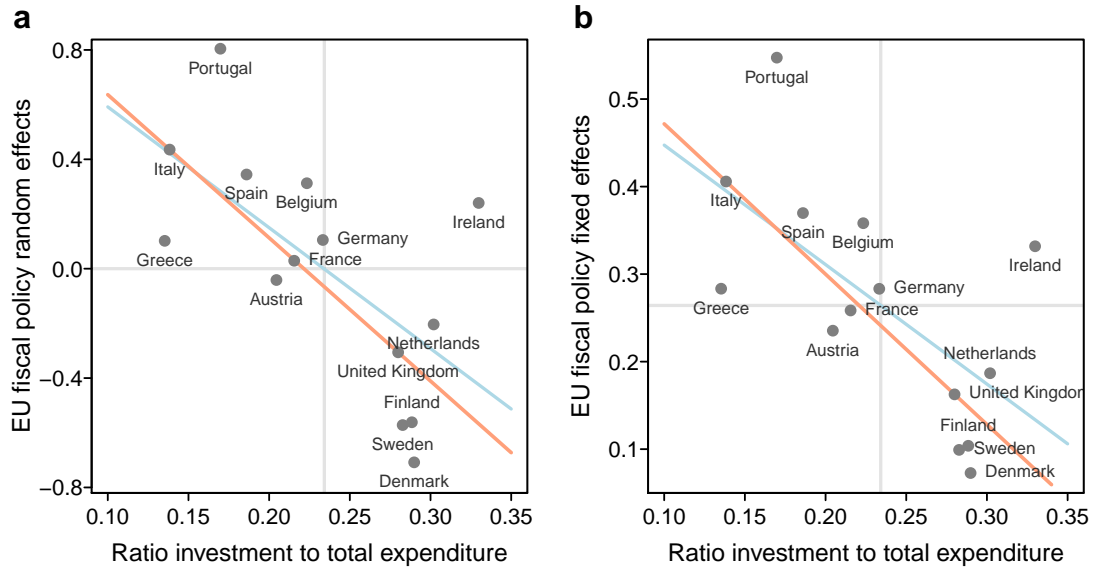 a
EU fiscal policy random effects
0.8
0.4
0.0
−0.4
−0.8
Portugal
Italy
Spain
Belgium
Ireland
Germany
Greece
France
Austria
Netherlands
United Kingdom
Finland
Sweden
Denmark
0.10 0.15 0.20 0.25 0.30 0.35
Ratio investment to total expenditure
b
EU fiscal policy fixed effects
0.5
0.4
0.3
0.2
0.1
Portugal
Italy
Spain
Belgium
Ireland
Germany
Greece
France
Austria
Netherlands
United Kingdor
Finland
Sweden
Denmark
0.10 0.15 0.20 0.25 0.30 0.35
Ratio investment to total expenditure